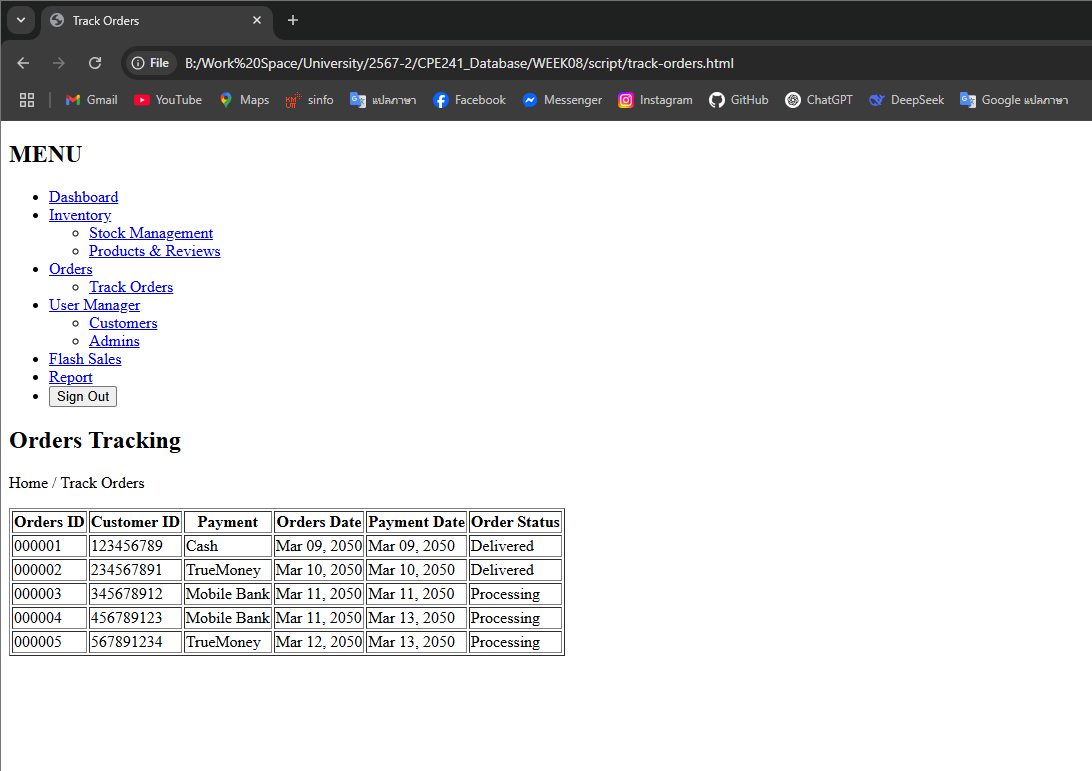 Track Orders
File B:/Work%20Space/University/2567-2/CPE241_Database/WEEK08/script/track-orders.html
Gmail YouTube Maps sinfo แปลภาษา Facebook Messenger Instagram GitHub ChatGPT DeepSeek Google แปลภาษา
MENU
Dashboard
Inventory
Stock Management
Products & Reviews
Orders
Track Orders
User Manager
Customers
Admins
Flash Sales
Report
Sign Out
Orders Tracking
Home / Track Orders
Orders ID Customer ID Payment Orders Date Payment Date Order Status
000001 123456789 Cash Mar 09, 2050 Mar 09, 2050 Delivered
000002 234567891 TrueMoney Mar 10, 2050 Mar 10, 2050 Delivered
000003 345678912 Mobile Bank Mar 11, 2050 Mar 11, 2050 Processing
000004 456789123 Mobile Bank Mar 11, 2050 Mar 13, 2050 Processing
000005 567891234 TrueMoney Mar 12, 2050 Mar 13, 2050 Processing